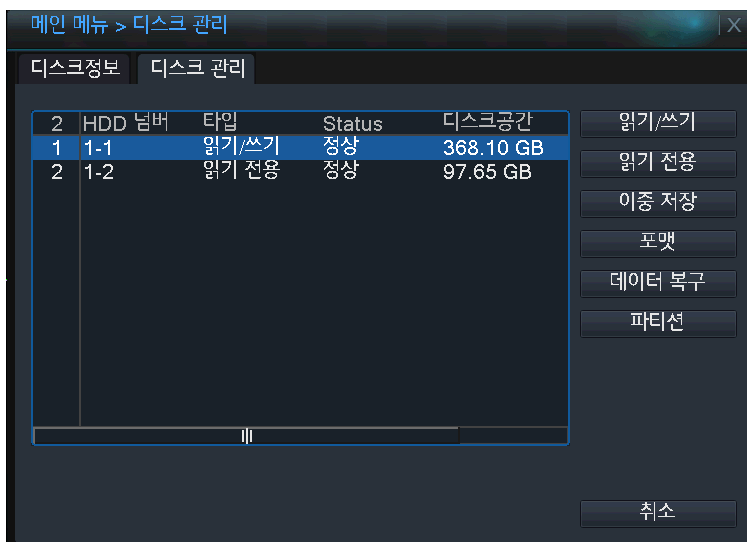 메인 메뉴 > 디스크 관리 X
디스크정보 디스크 관리
2 HDD 넘버 타입 Status 디스크공간
1 1-1 읽기/쓰기 정상 368.10 GB
2 1-2 읽기 전용 정상 97.65 GB
읽기/쓰기
읽기 전용
이중 저장
포맷
데이터 복구
파티션
취소